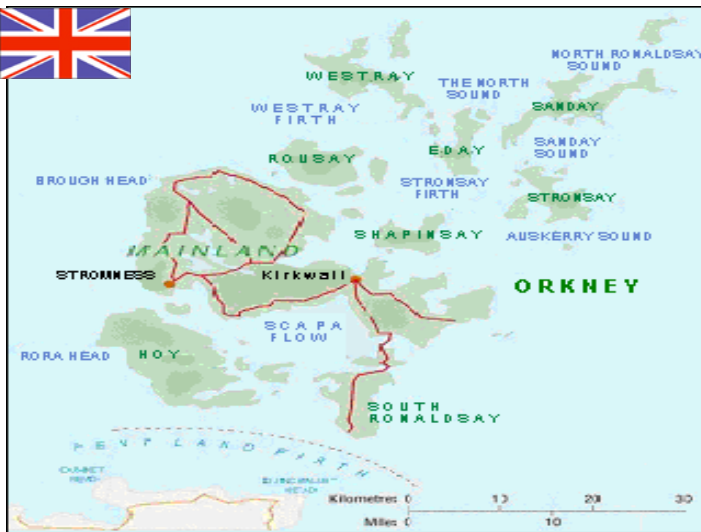 NORTH RONALDSAY
SOUND
WESTRAY
THE NORTH
SOUND
SANDAY
WESTRAY
FIRTH
SANDAY
SOUND
EDAY
ROUSAY
STRONSAY
FIRTH
STRONSAY
BROUGH HEAD
SHAPINSAY
AUSKERRY SOUND
MAINLAND
STROMNESS
Kirkwall
ORKNEY
SCAPA
FLOW
RORA HEAD
HOY
SOUTH
RONALDSAY
PENTLAND FIRTH
HEAD
HEAD
Kilometres 0 10 20 30
Miles 0 10